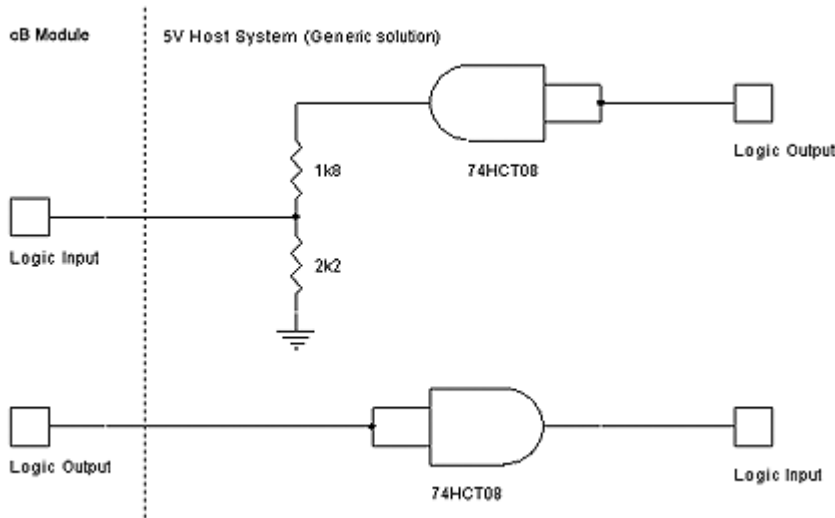 cB Module
5V Host System (Generic solution)
Logic Output
74HCT08
1k8
Logic Input
2k2
Logic Output
Logic Input
74HCT08